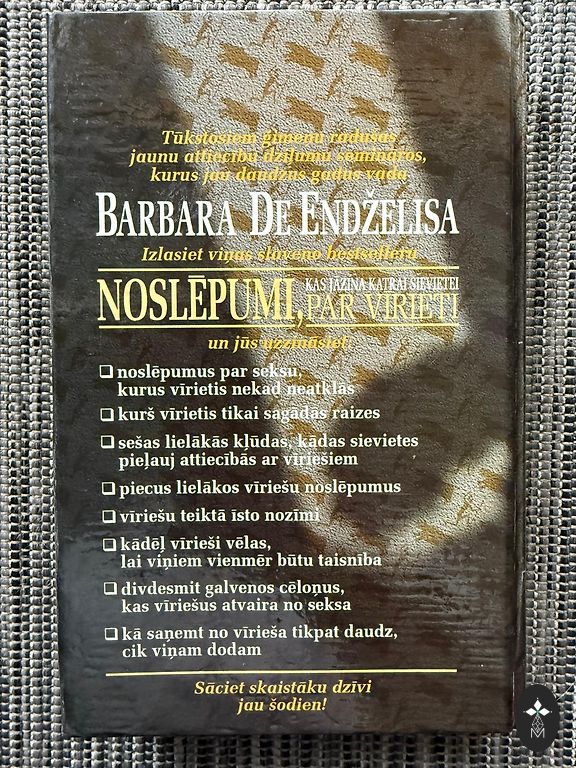 Tūkstošiem ģimeņu radušas
jaunu attiecību dziļumu semināros,
kurus jau daudzus gadus vada
BARBARA DE ENDŽELISA
Izlasiet viņas slaveno bestselleru
NOSLĒPUMI, KAS JĀZINA KATRAI SIEVIETEI
PAR VĪRIETI
un jūs uzzināsiet:
❑ noslēpumus par seksu,
kurus vīrietis nekad neatklās
❑ kurš vīrietis tikai sagādās raizes
❑ sešas lielākās kļūdas, kādas sievietes
pieļauj attiecībās ar vīriešiem
❑ piecus lielākos vīriešu noslēpumus
❑ vīriešu teiktā īsto nozīmi
❑ kādēļ vīrieši vēlas,
lai viņiem vienmēr būtu taisnība
❑ divdesmit galvenos cēloņus,
kas vīriešus atvaira no seksa
❑ kā saņemt no vīrieša tikpat daudz,
cik viņam dodam
Sāciet skaistāku dzīvi
jau šodien!
M